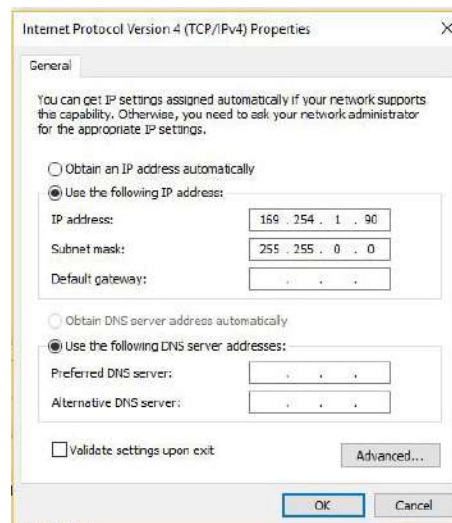 Internet Protocol Version 4 (TCP/IPv4) Properties
General
You can get IP settings assigned automatically if your network supports
this capability. Otherwise, you need to ask your network administrator
for the appropriate IP settings.
Obtain an IP address automatically
Use the following IP address:
IP address: 169 . 254 . 1 . 90
Subnet mask: 255 . 255 . 0 . 0
Default gateway: . . .
Obtain DNS server address automatically
Use the following DNS server addresses:
Preferred DNS server: . . .
Alternative DNS server: . . .
Validate settings upon exit
Advanced...
OK Cancel